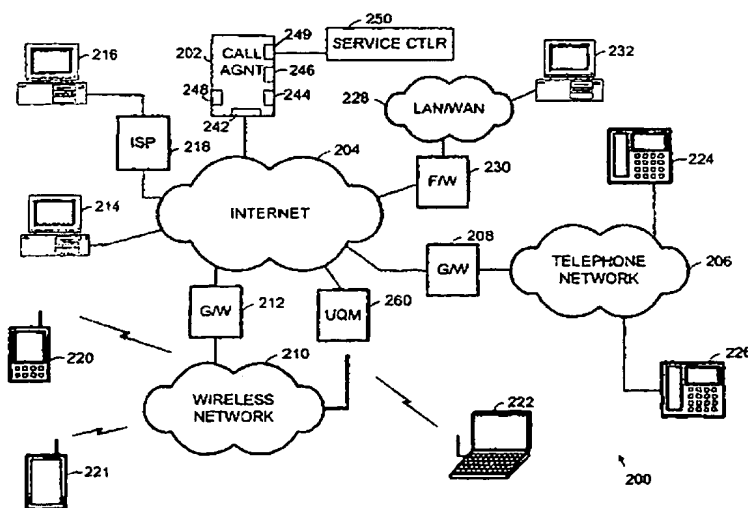 250
249
216
202
CALL
AGNT
SERVICE CTLR
232
246
248
244
228
LAN/WAN
242
ISP
218
204
224
F/W
230
214
INTERNET
208
G/W
TELEPHONE
NETWORK
206
G/W
212
UQM
260
220
210
226
WIRELESS
NETWORK
222
221
200